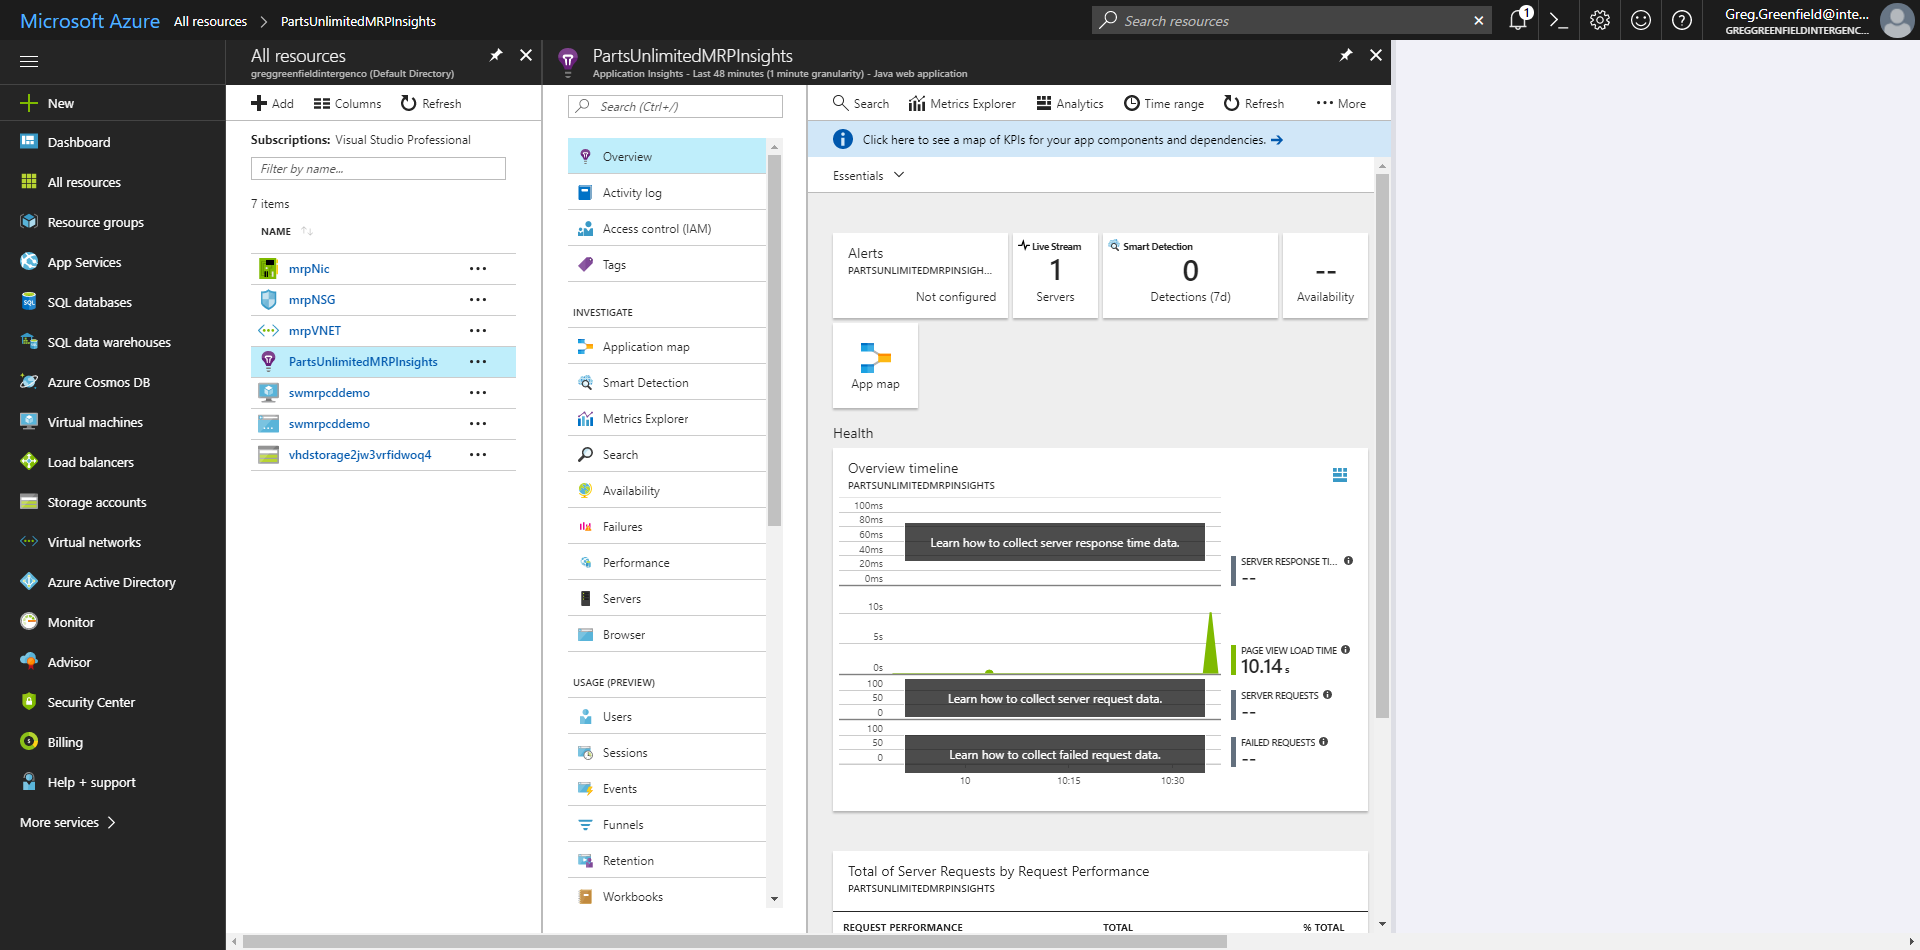 Microsoft Azure All resources PartsUnlimitedMRPInsights
Search resources
1
Greg.Greenfield@inte...
GREGGREENFIELDINTERGENC...
New
Dashboard
All resources
Resource groups
App Services
SQL databases
SQL data warehouses
Azure Cosmos DB
Virtual machines
Load balancers
Storage accounts
Virtual networks
Azure Active Directory
Monitor
Advisor
Security Center
Billing
Help + support
More services
All resources
greggreenfieldintergenco (Default Directory)
Add Columns Refresh
Subscriptions: Visual Studio Professional
Filter by name...
7 items
NAME
mrpNic
mrpNSG
mrpVNET
PartsUnlimitedMRPInsights
swmrpcddemo
swmrpcddemo
vhdstorage2jw3vrfidwoq4
PartsUnlimitedMRPInsights
Application Insights - Last 48 minutes (1 minute granularity) - Java web application
Search (Ctrl+/)
Overview
Activity log
Access control (IAM)
Tags
INVESTIGATE
Application map
Smart Detection
Metrics Explorer
Search
Availability
Failures
Performance
Servers
Browser
USAGE (PREVIEW)
Users
Sessions
Events
Funnels
Retention
Workbooks
Search Metrics Explorer Analytics Time range Refresh More
Click here to see a map of KPIs for your app components and dependencies.
Essentials
Alerts
PARTSUNLIMITEDMRPINSIGH...
Not configured
Live Stream
1
Servers
Smart Detection
0
Detections (7d)
--
Availability
App map
Health
Overview timeline
PARTSUNLIMITEDMRPINSIGHTS
100ms
80ms
60ms
40ms
20ms
0ms
Learn how to collect server response time data.
SERVER RESPONSE TI...
--
10s
5s
0s
PAGE VIEW LOAD TIME
10.14 s
100
50
0
Learn how to collect server request data.
SERVER REQUESTS
--
100
50
0
Learn how to collect failed request data.
FAILED REQUESTS
--
10 10:15 10:30
Total of Server Requests by Request Performance
PARTSUNLIMITEDMRPINSIGHTS
REQUEST PERFORMANCE TOTAL % TOTAL